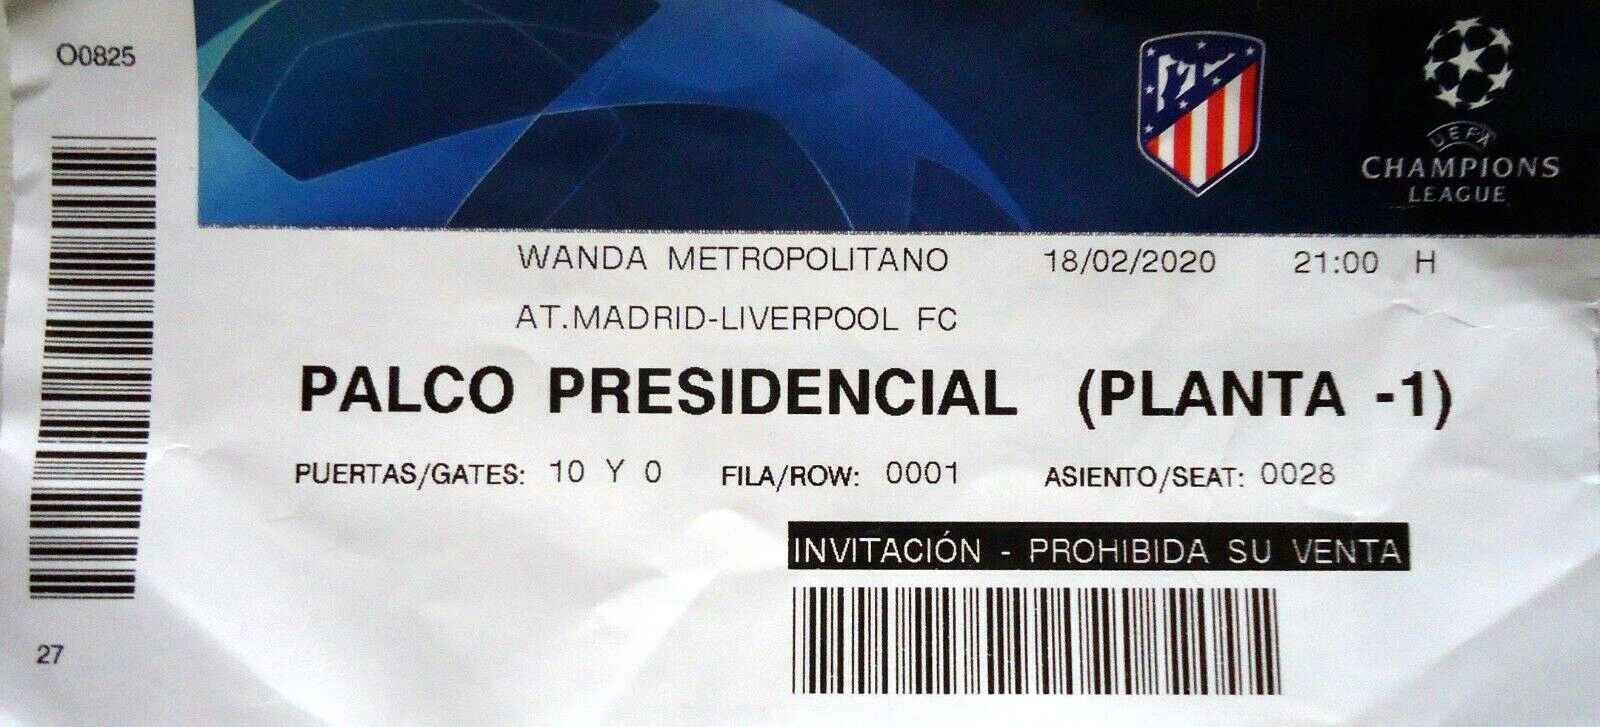 O0825
UEFA
CHAMPIONS
LEAGUE
WANDA METROPOLITANO 18/02/2020 21:00 H
AT.MADRID-LIVERPOOL FC
PALCO PRESIDENCIAL (PLANTA -1)
PUERTAS/GATES: 10 Y 0 FILA/ROW: 0001 ASIENTO/SEAT: 0028
INVITACIÓN - PROHIBIDA SU VENTA
27